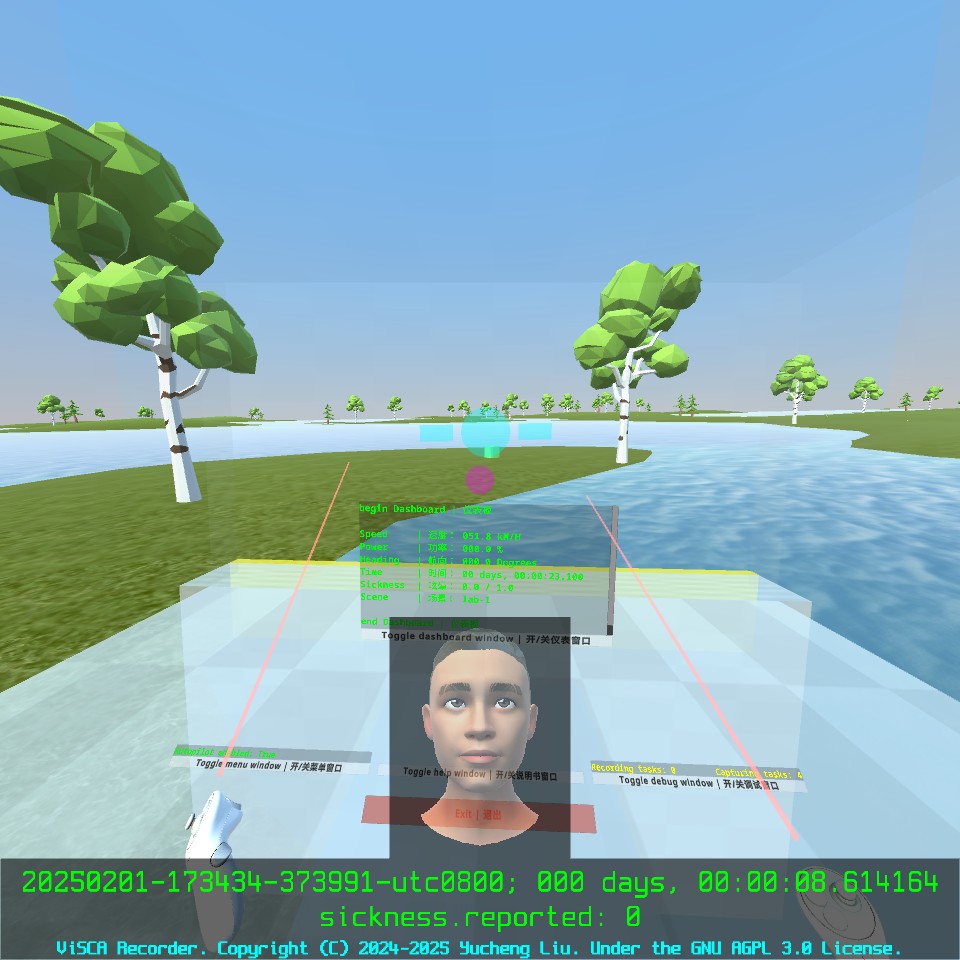 begin Dashboard | 仪表板
Speed | 速率: 051.8 KM/H
Power | 功率: 080.0 %
Heading | 航向: 000.0 Degrees
Time | 时间: 00 days, 00:00:23.100
Sickness | 0.0 / 1.0
Scene | 场景: lab-1
end Dashboard
Toggle dashboard window | 开/关仪表窗口
Autopilot of bird: True
Toggle menu window | 开/关菜单窗口
Toggle help window | 开/关说明书窗口
Recording tasks: 0 Capturing tasks: 4
Toggle debug window | 开/关调试窗口
Exit | 退出
20250201-173434-373991-utc0800; 000 days, 00:00:08.614164
sickness.reported: 0
ViSCA Recorder. Copyright (C) 2024-2025 Yucheng Liu. Under the GNU AGPL 3.0 License.